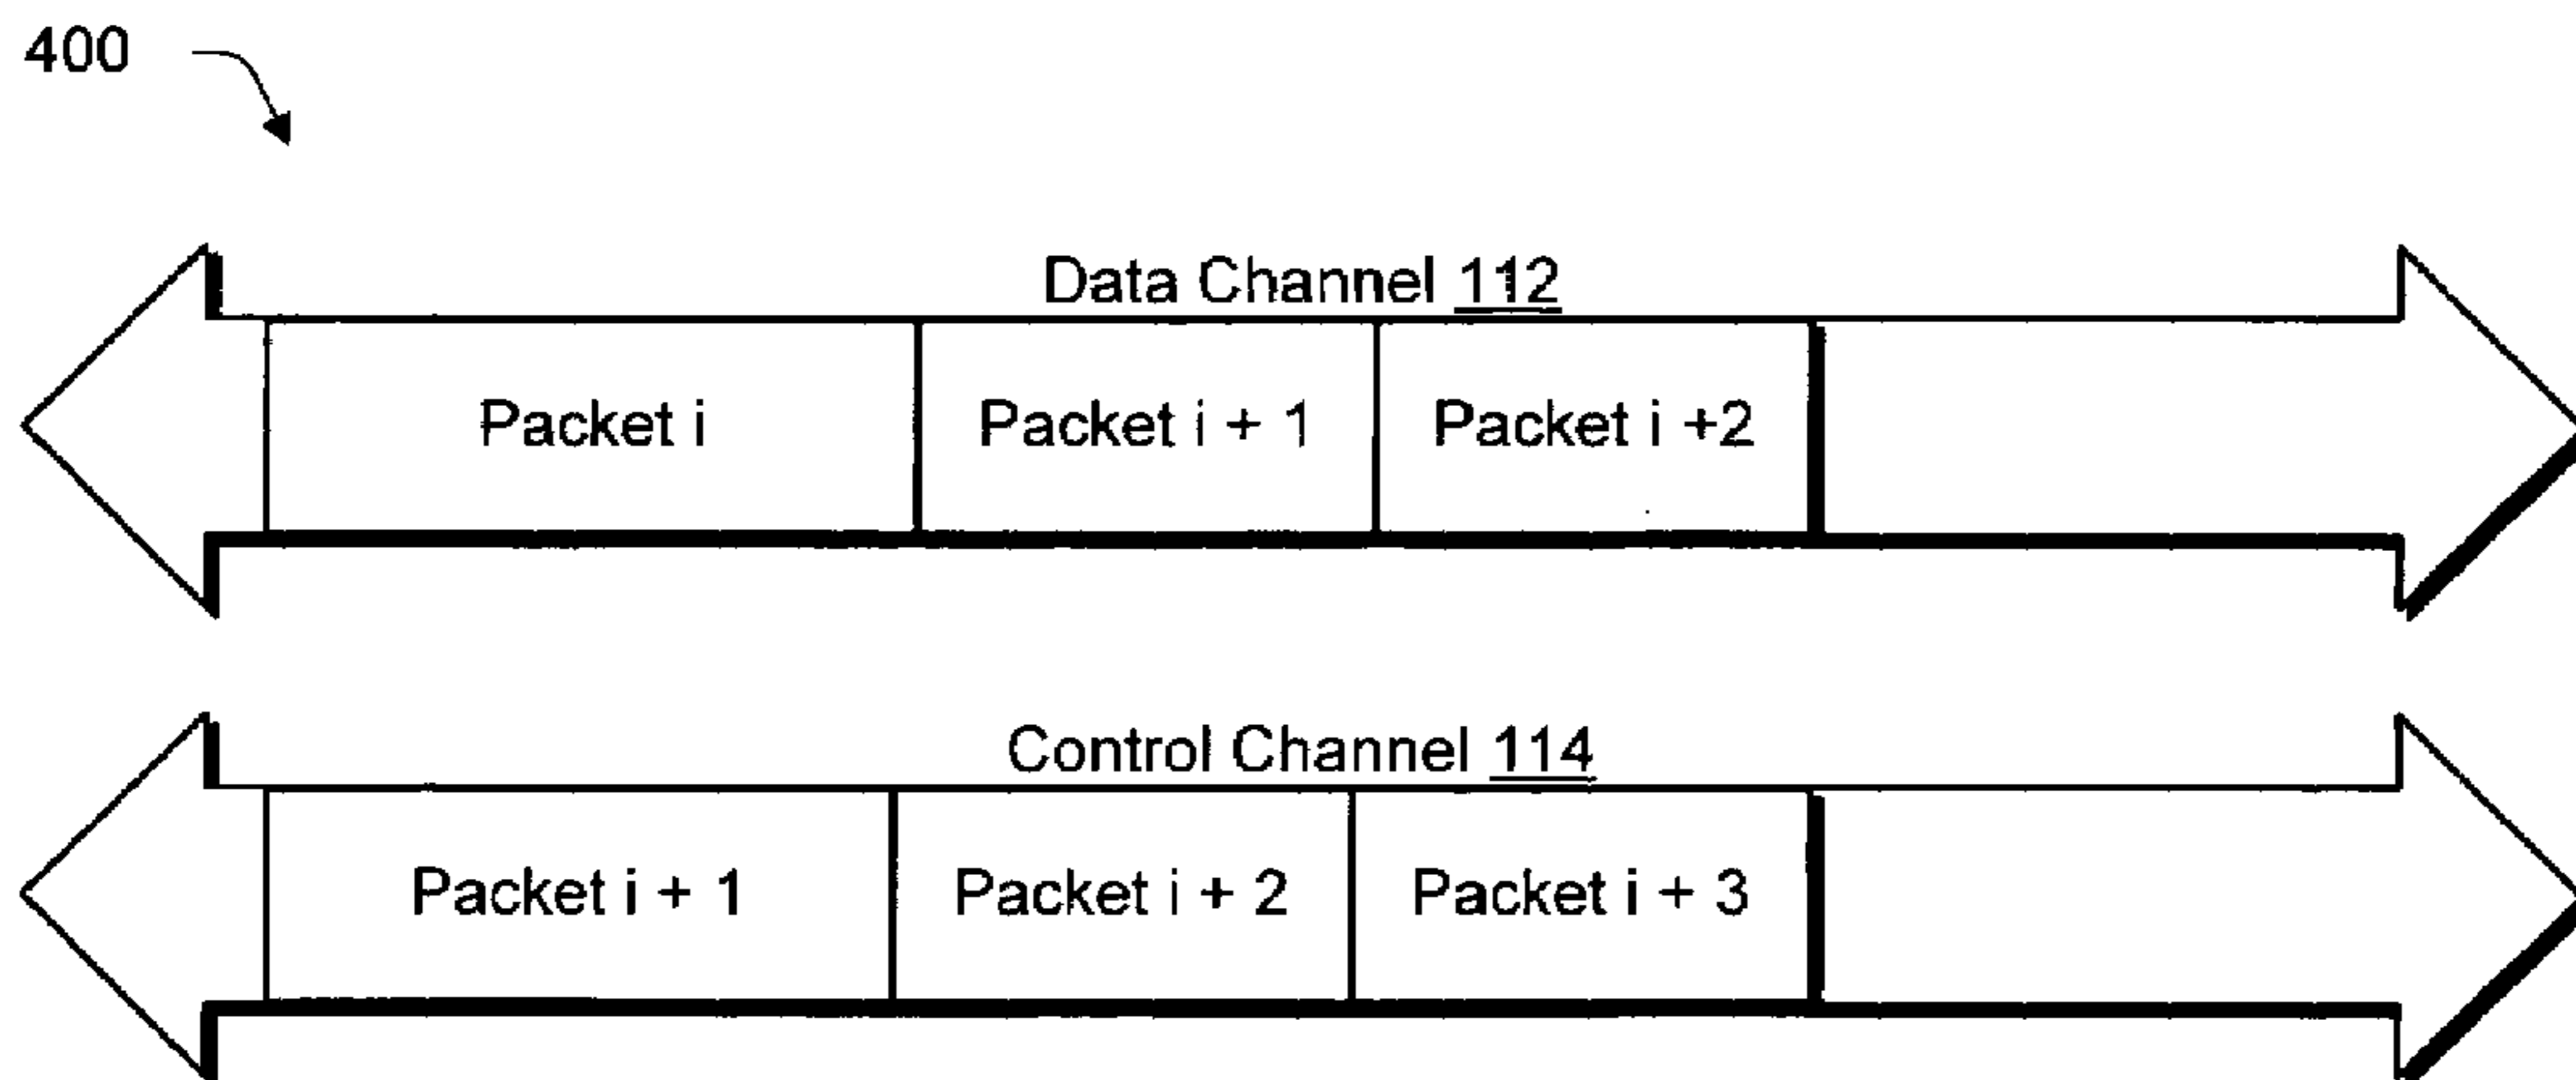 400
Data Channel 112
Packet i
Packet i + 1
Packet i +2
Control Channel 114
Packet i + 1
Packet i + 2
Packet i + 3